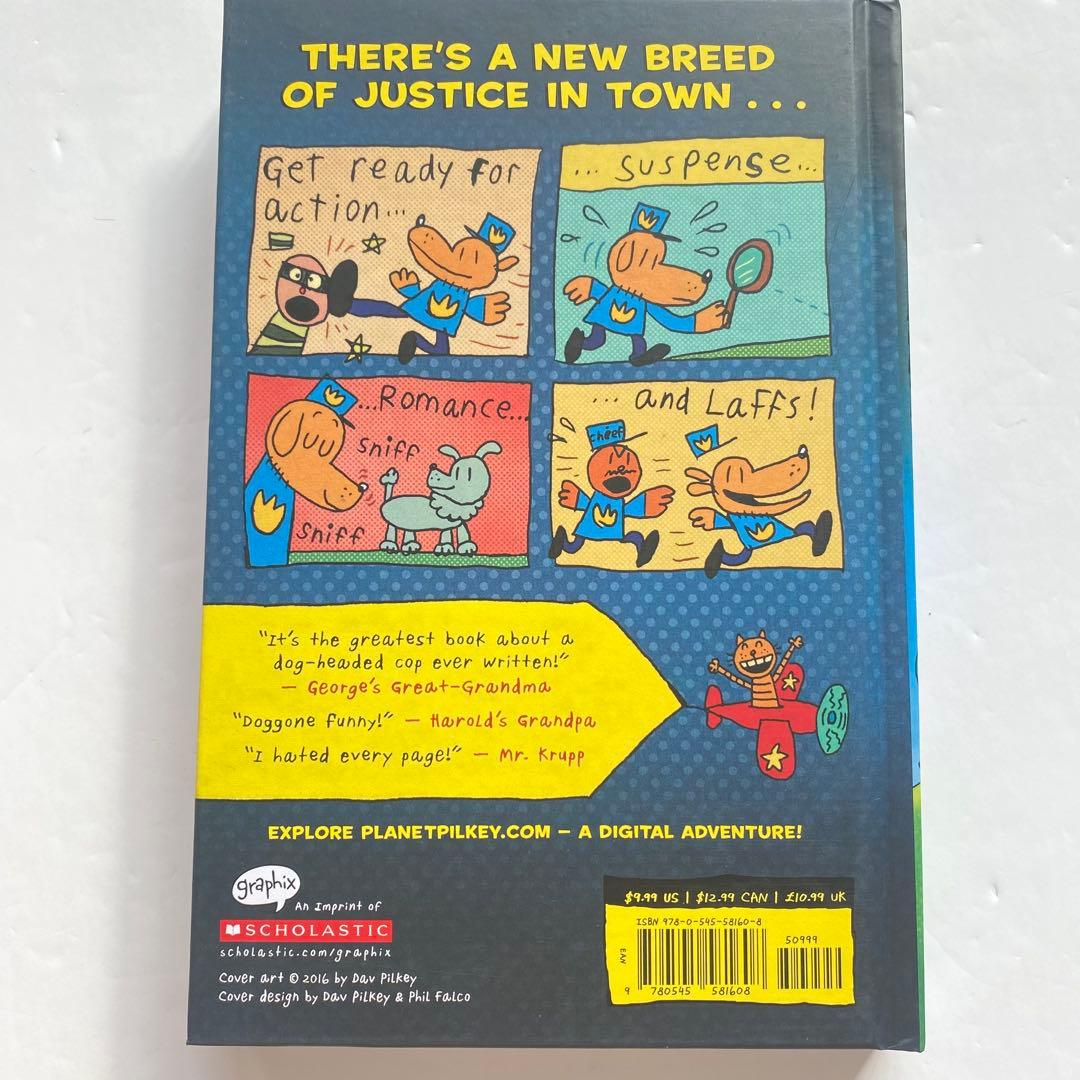 THERE'S A NEW BREED
OF JUSTICE IN TOWN...
Get ready for
action...
...suspense...
...Romance...
sniff
sniff
...and Laffs!
chief
"It's the greatest book about a
dog-headed cop ever written!"
— George's Great-Grandma
"Doggone funny!" — Harold's Grandpa
"I hated every page!" — Mr. Krupp
EXPLORE PLANETPILKEY.COM — A DIGITAL ADVENTURE!
graphix
An Imprint of
SCHOLASTIC
scholastic.com/graphix
Cover art © 2016 by Dav Pilkey
Cover design by Dav Pilkey & Phil Falco
$9.99 US | $12.99 CAN | £10.99 UK
ISBN 978-0-545-58160-8
50999
EAN
9 780545 581608